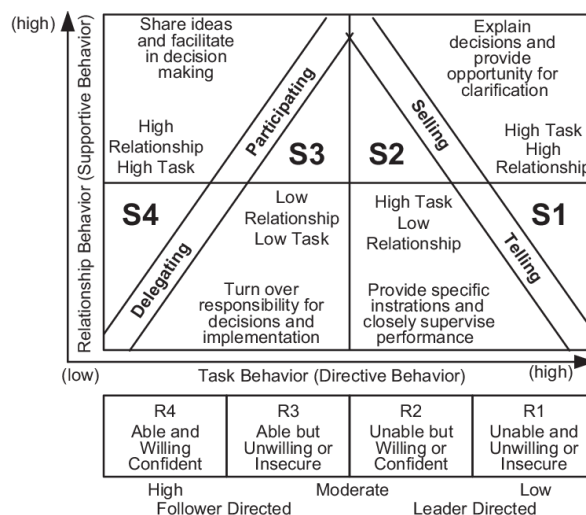 (high)
Share ideas
and facilitate
in decision
making
Explain
decisions and
provide
opportunity for
clarification
Participating
Selling
High
Relationship
High Task
S3
S2
High Task
High
Relationship
Relationship Behavior (Supportive Behavior)
S4
Low
Relationship
Low Task
High Task
Low
Relationship
S1
Delegating
Telling
Turn over
responsibility for
decisions and
implementation
Provide specific
instrations and
closely supervise
performance
(low)
Task Behavior (Directive Behavior)
(high)
R4
Able and
Willing
Confident
R3
Able but
Unwilling or
Insecure
R2
Unable but
Willing or
Confident
R1
Unable and
Unwilling or
Insecure
High
Moderate
Low
Follower Directed
Leader Directed